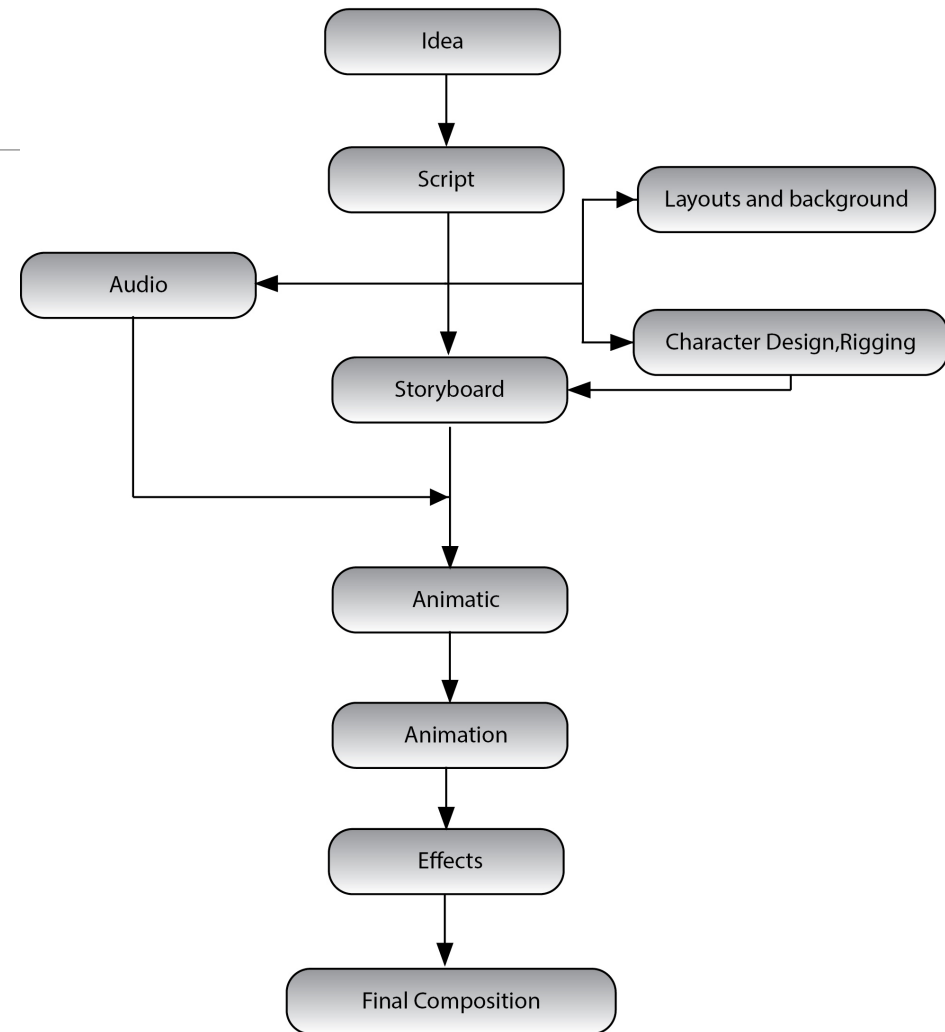 Idea
Script
Layouts and background
Audio
Character Design,Rigging
Storyboard
Animatic
Animation
Effects
Final Composition